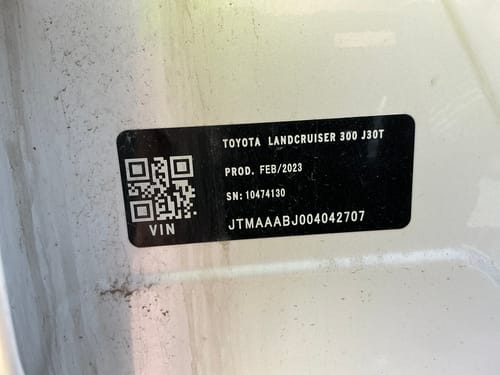 TOYOTA LANDCRUISER 300 J30T
PROD. FEB/2023
SN: 10474130
VIN
JTMAAABJ004042707